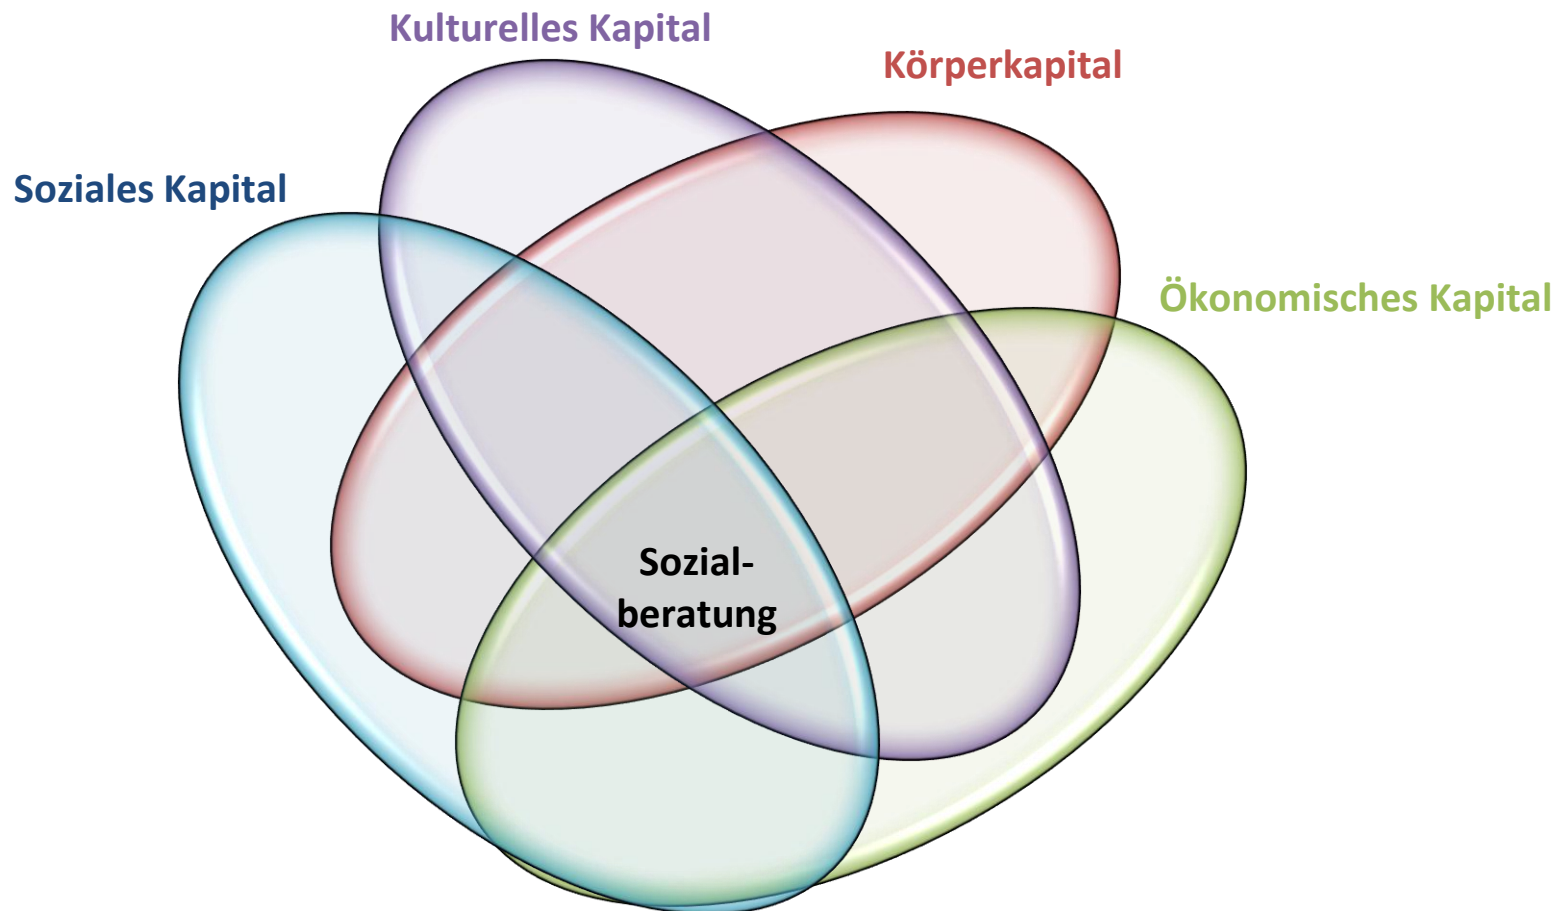 Kulturelles Kapital
Körperkapital
Soziales Kapital
Ökonomisches Kapital
Sozial-
beratung